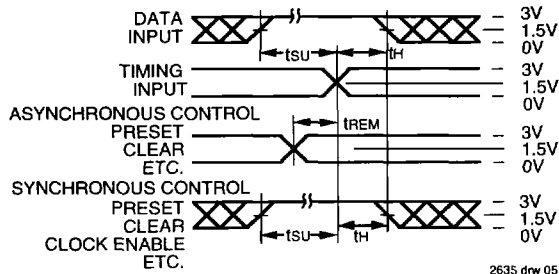 DATA
INPUT
3V
1.5V
0V
tSU
tH
TIMING
INPUT
3V
1.5V
0V
ASYNCHRONOUS CONTROL
PRESET
CLEAR
ETC.
tREM
3V
1.5V
0V
SYNCHRONOUS CONTROL
PRESET
CLEAR
CLOCK ENABLE
ETC.
3V
1.5V
0V
tSU
tH
2635 drw 05